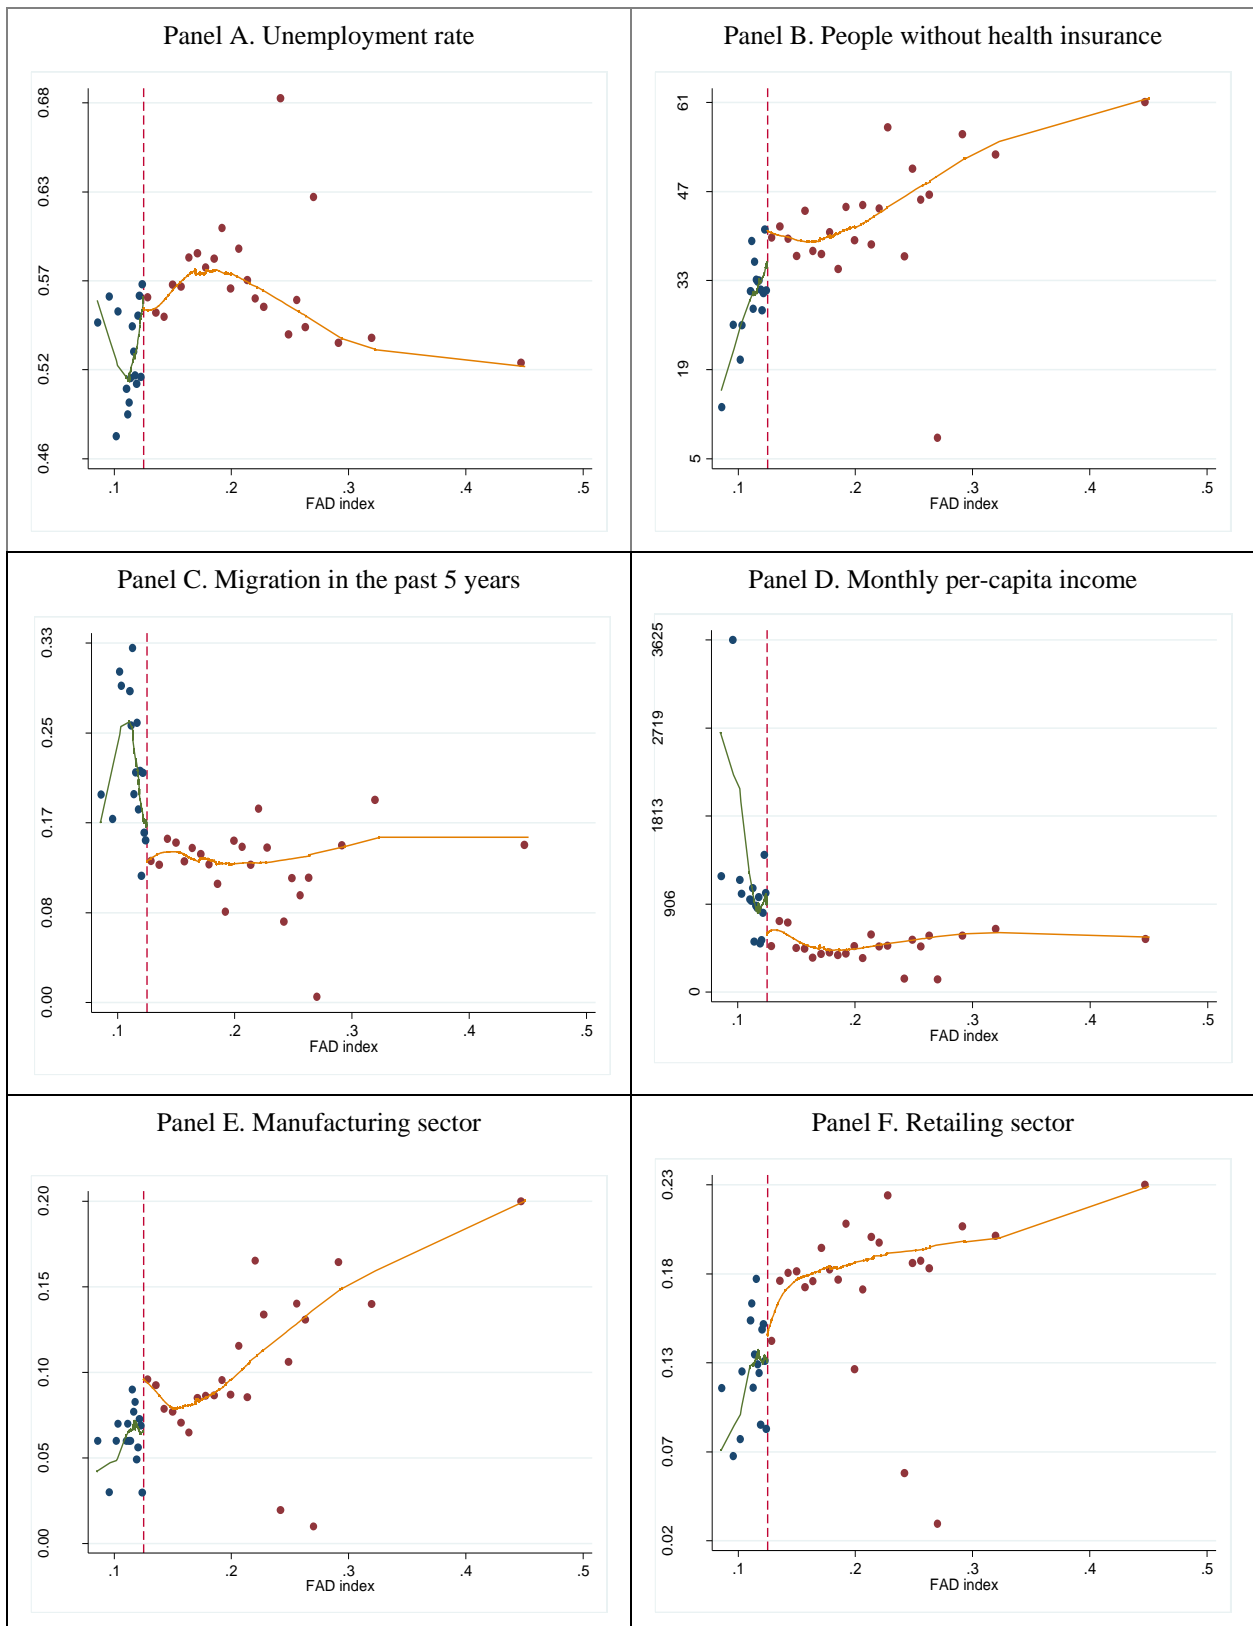 Panel A. Unemployment rate
0.68
0.63
0.57
0.52
0.46
.1 .2 .3 .4 .5
FAD index
Panel B. People without health insurance
61
47
33
19
5
.1 .2 .3 .4 .5
FAD index
Panel C. Migration in the past 5 years
0.33
0.25
0.17
0.08
0.00
.1 .2 .3 .4 .5
FAD index
Panel D. Monthly per-capita income
3625
2719
1813
906
0
.1 .2 .3 .4 .5
FAD index
Panel E. Manufacturing sector
0.20
0.15
0.10
0.05
0.00
.1 .2 .3 .4 .5
FAD index
Panel F. Retailing sector
0.23
0.18
0.13
0.07
0.02
.1 .2 .3 .4 .5
FAD index